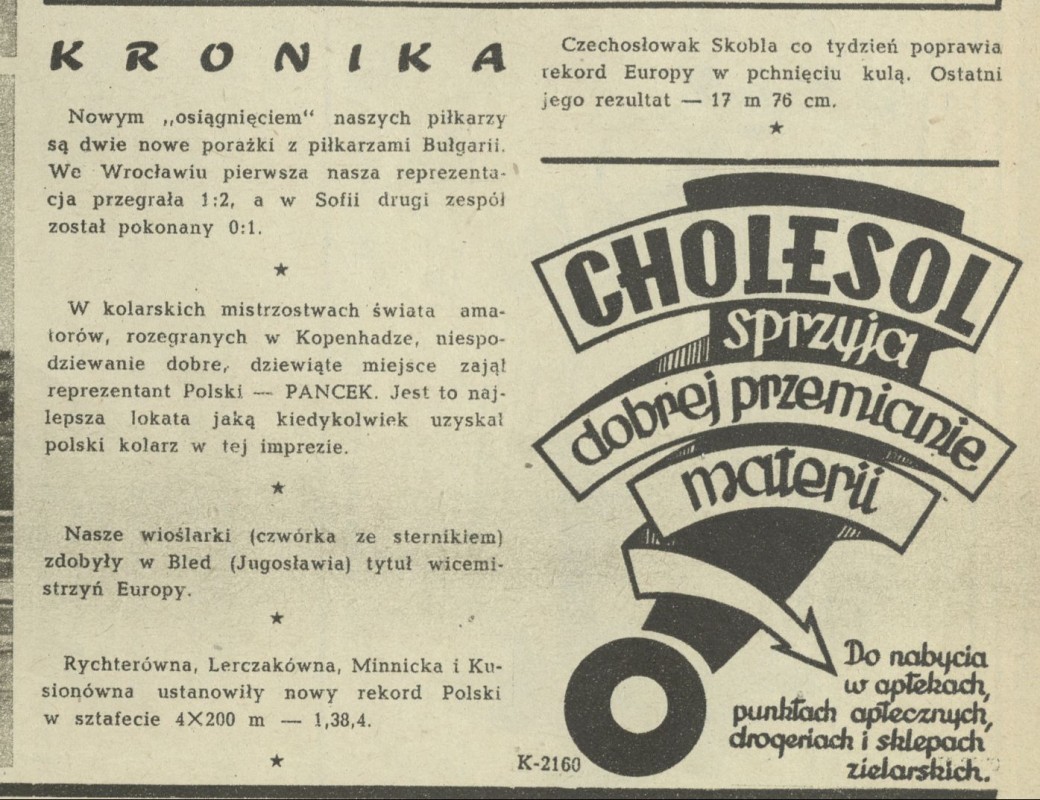 KRONIKA
Nowym „osiągnięciem" naszych piłkarzy
są dwie nowe porażki z piłkarzami Bułgarii.
We Wrocławiu pierwsza nasza reprezenta-
cja przegrała 1:2, a w Sofii drugi zespół
został pokonany 0:1.
★
W kolarskich mistrzostwach świata ama-
torów, rozegranych w Kopenhadze, niespo-
dziewanie dobre, dziewiąte miejsce zajął
reprezentant Polski — PANCEK. Jest to naj-
lepsza lokata jaką kiedykolwiek uzyskał
polski kolarz w tej imprezie.
★
Nasze wioślarki (czwórka ze sternikiem)
zdobyły w Bled (Jugosławia) tytuł wicemi-
strzyń Europy.
★
Rychterówna, Lerczakówna, Minnicka i Ku-
sionówna ustanowiły nowy rekord Polski
w sztafecie 4X200 m — 1,38,4.
★
Czechosłowak Skobla co tydzień poprawia
rekord Europy w pchnięciu kulą. Ostatni
jego rezultat — 17 m 76 cm.
★
CHOLESOL
sprzyja
dobrej przemianie
materii
Do nabycia
w aptekach,
punktach aptecznych,
drogeriach i sklepach
zielarskich.
K-2160